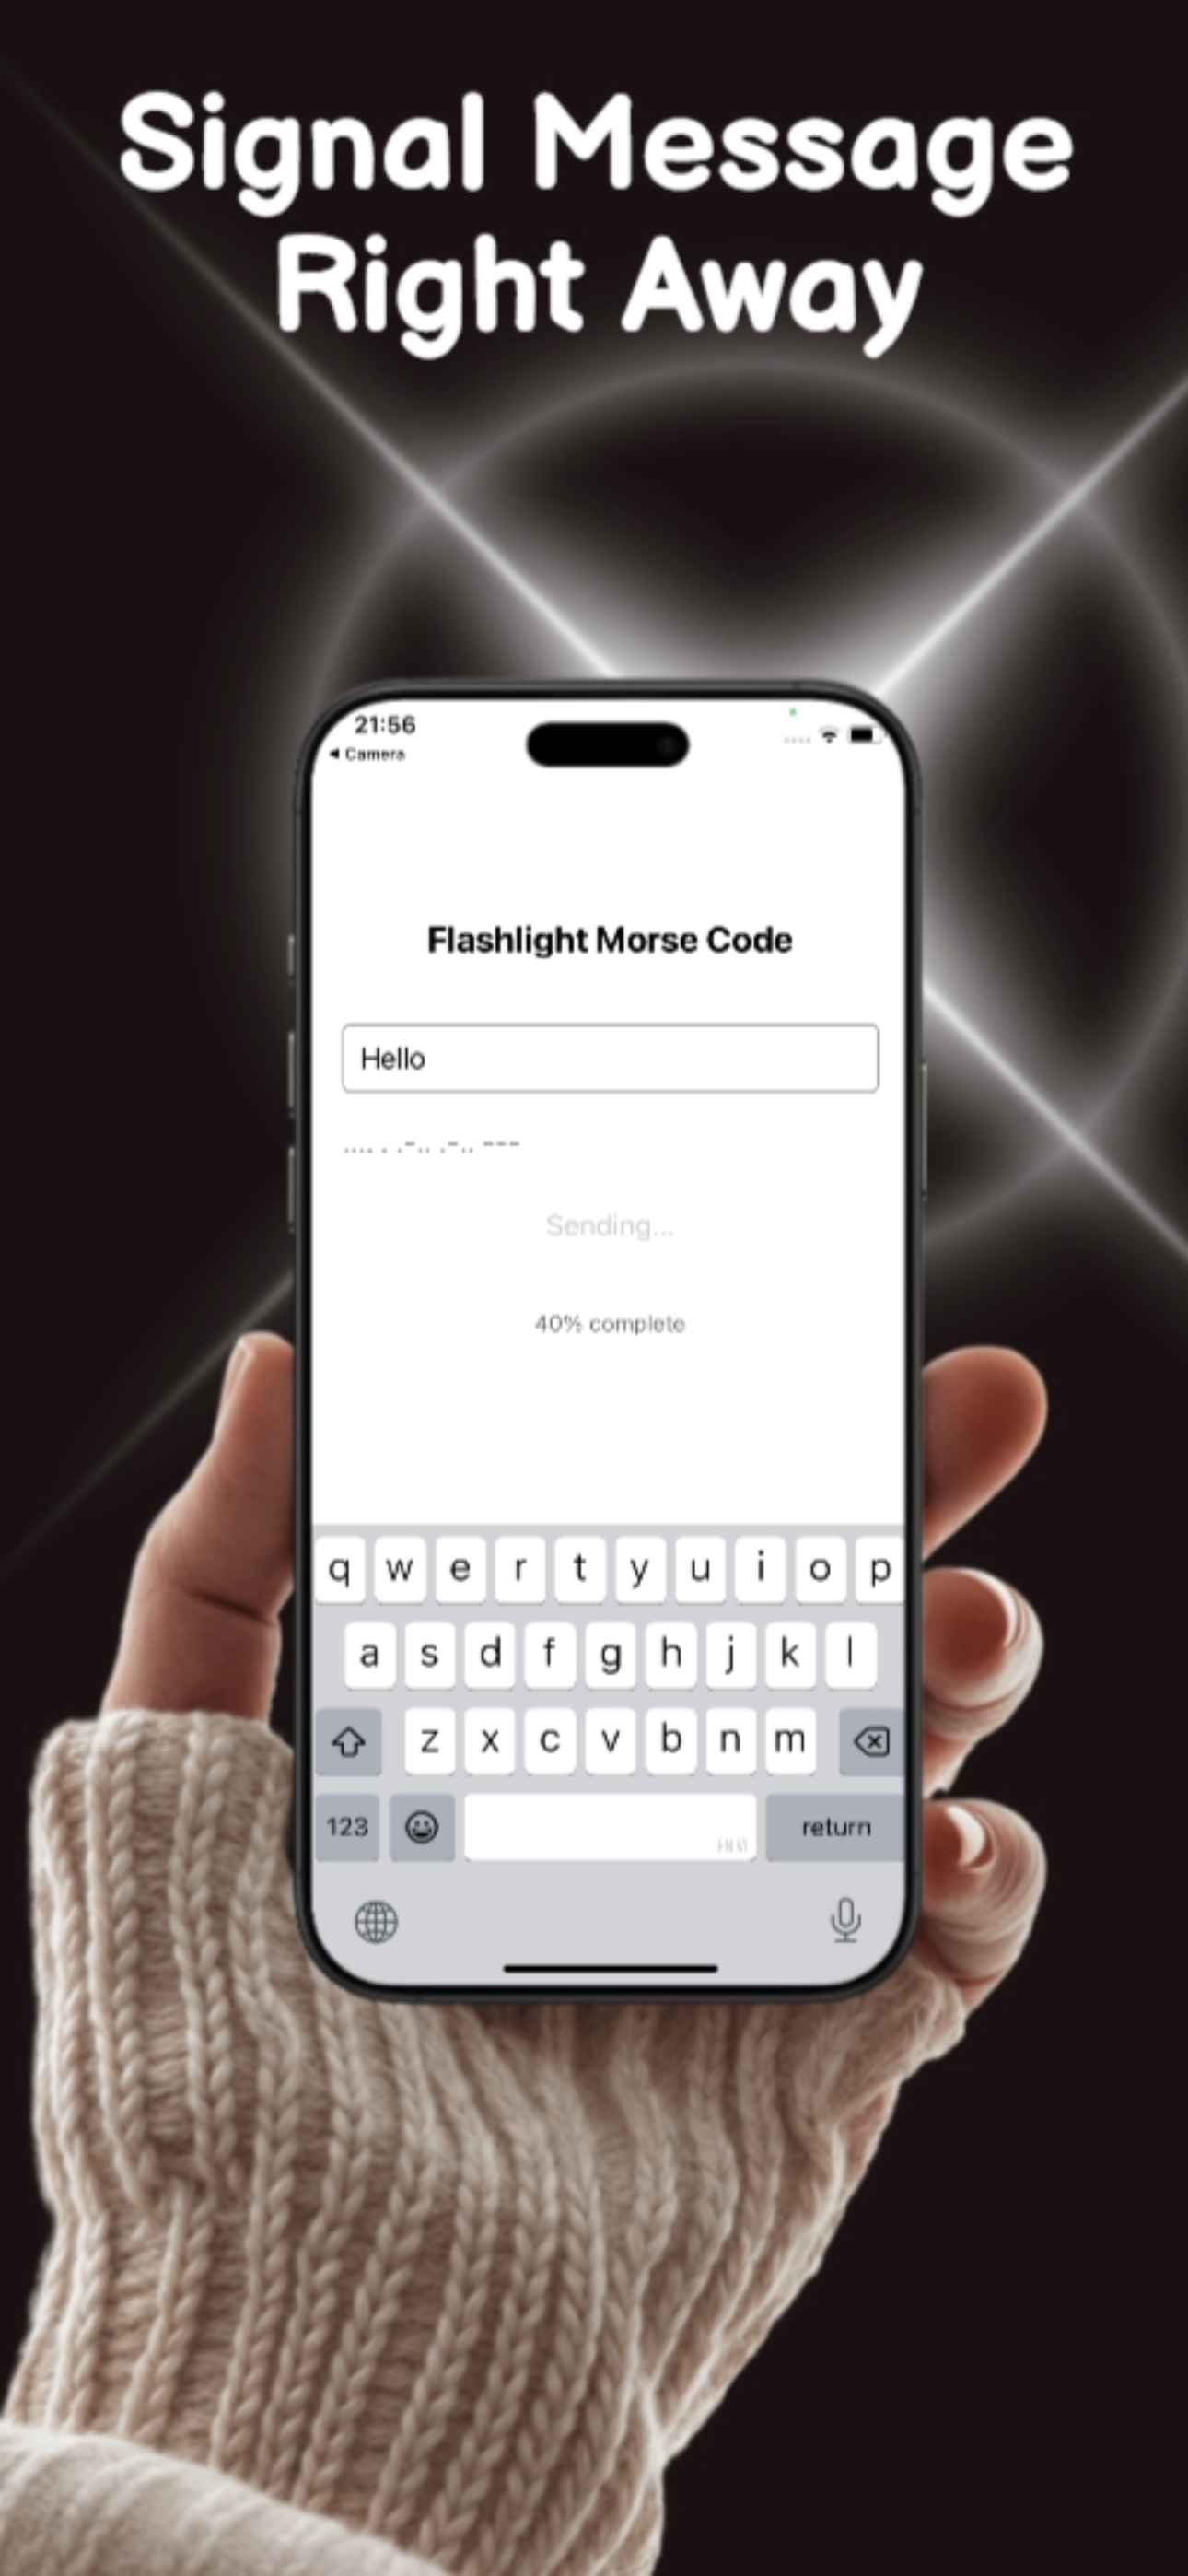 Signal Message
Right Away
21:56
◀ Camera
Flashlight Morse Code
Hello
.... . .-.. .-.. ---
Sending...
40% complete
q w e r t y u i o p
a s d f g h j k l
z x c v b n m
123 return